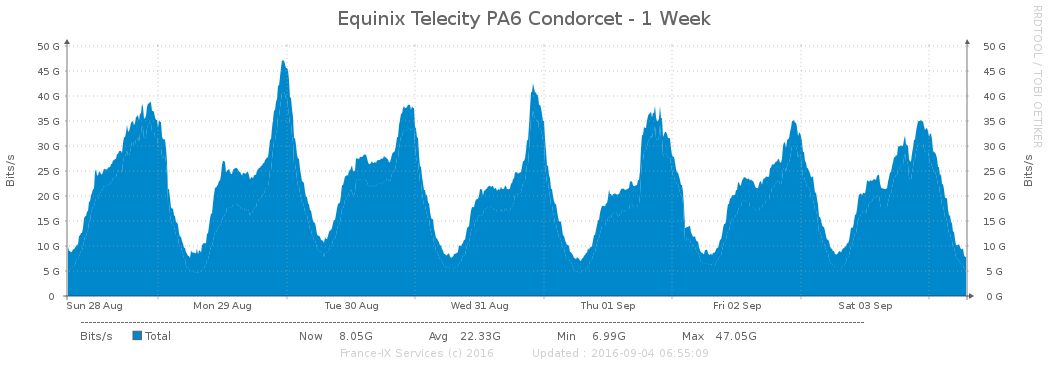 Equinix Telecity PA6 Condorcet - 1 Week
RRDTOOL / TOBI OETIKER
50 G 50 G
45 G 45 G
40 G 40 G
35 G 35 G
30 G 30 G
25 G 25 G
20 G 20 G
15 G 15 G
10 G 10 G
5 G 5 G
0 0 G
Bits/s
Bits/s
Sun 28 Aug Mon 29 Aug Tue 30 Aug Wed 31 Aug Thu 01 Sep Fri 02 Sep Sat 03 Sep
Bits/s Total Now 8.05G Avg 22.33G Min 6.99G Max 47.05G
France-IX Services (c) 2016 Updated : 2016-09-04 06:55:09